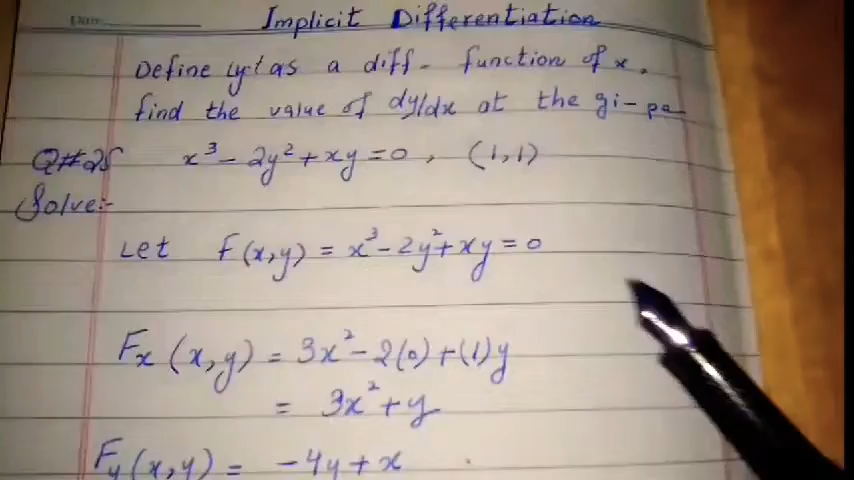 Date
Implicit Differentiation
Define "y" as a diff - function of x.
find the value of dy/dx at the gi - pa
Q#25 x³ - 2y² + xy = 0 , (1,1)
Solve:-
Let f(x,y) = x³ - 2y² + xy = 0
Fx (x,y) = 3x² - 2(0) + (1)y
= 3x² + y
Fy (x,y) = -4y + x